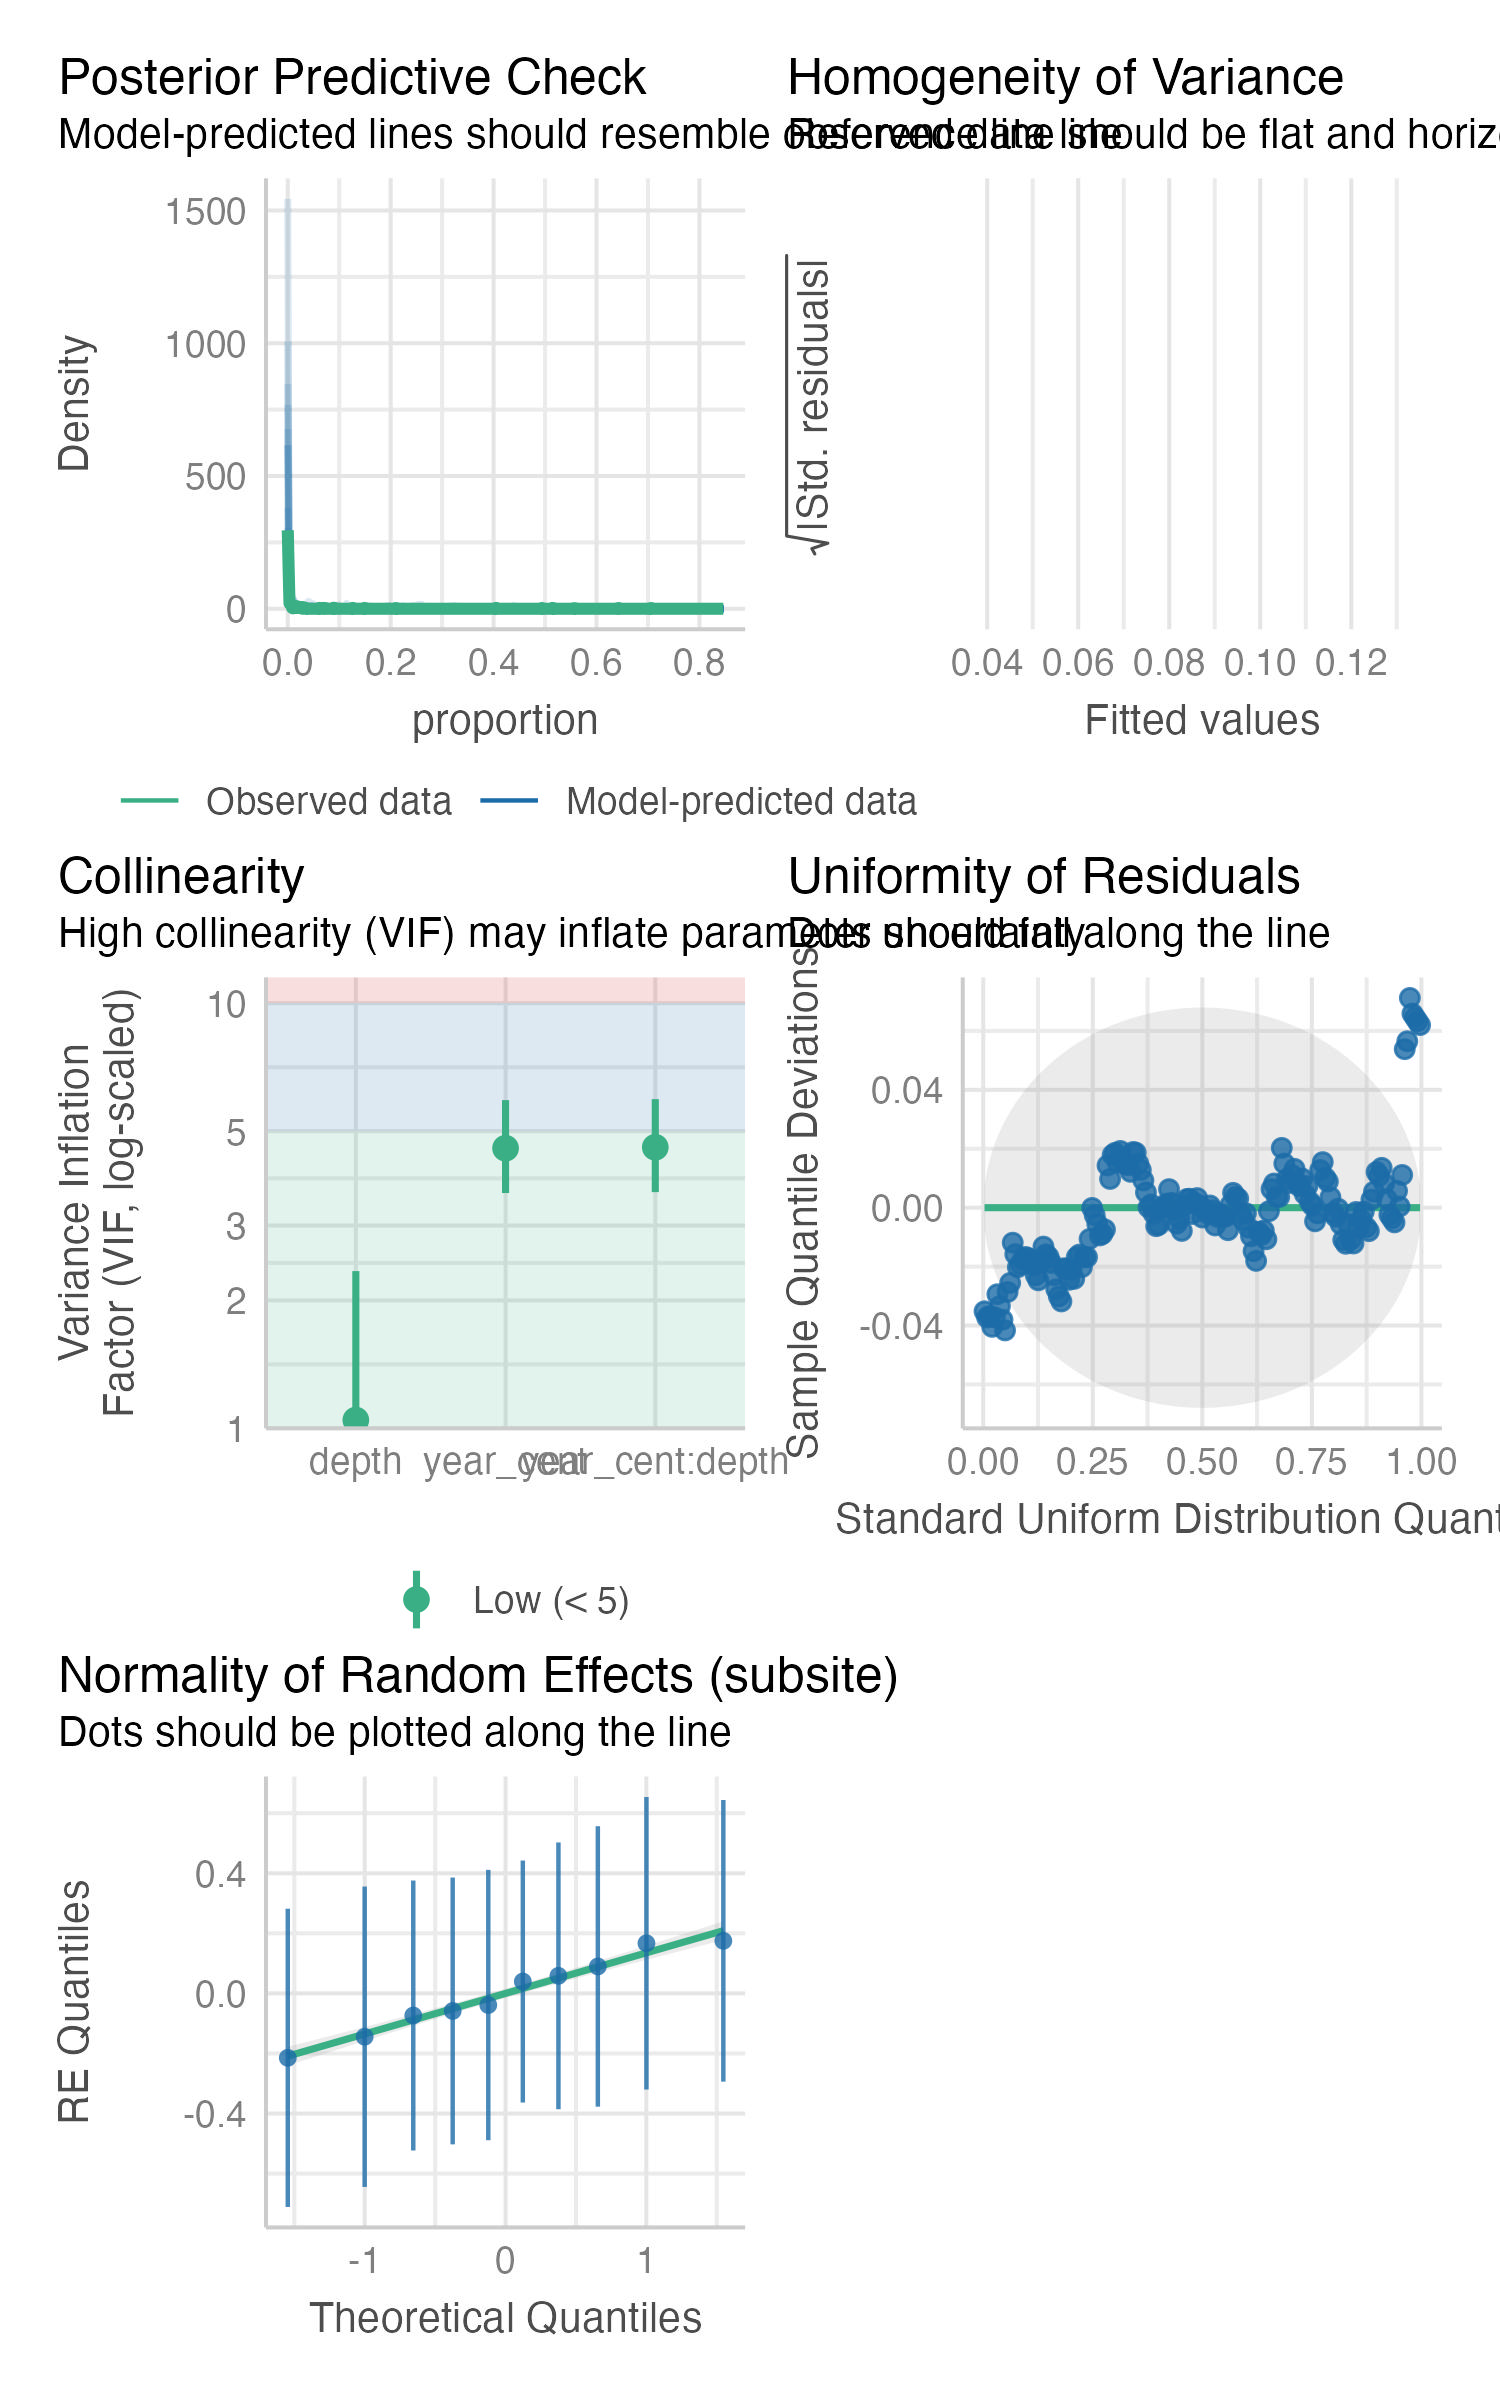 Posterior Predictive Check
Model-predicted lines should resemble observed data line
1500
1000
500
0
Density
0.0 0.2 0.4 0.6 0.8
proportion
Observed data Model-predicted data
Homogeneity of Variance
Reference line should be flat and horizo
√|Std. residuals|
0.04 0.06 0.08 0.10 0.12
Fitted values
Collinearity
High collinearity (VIF) may inflate parameter uncertainty
10
5
3
2
1
Variance Inflation
Factor (VIF, log-scaled)
depth year_cent year_cent:depth
Low (< 5)
Uniformity of Residuals
Dots should fall along the line
0.04
0.00
-0.04
Sample Quantile Deviations
0.00 0.25 0.50 0.75 1.00
Standard Uniform Distribution Quant
Normality of Random Effects (subsite)
Dots should be plotted along the line
0.4
0.0
-0.4
RE Quantiles
-1 0 1
Theoretical Quantiles